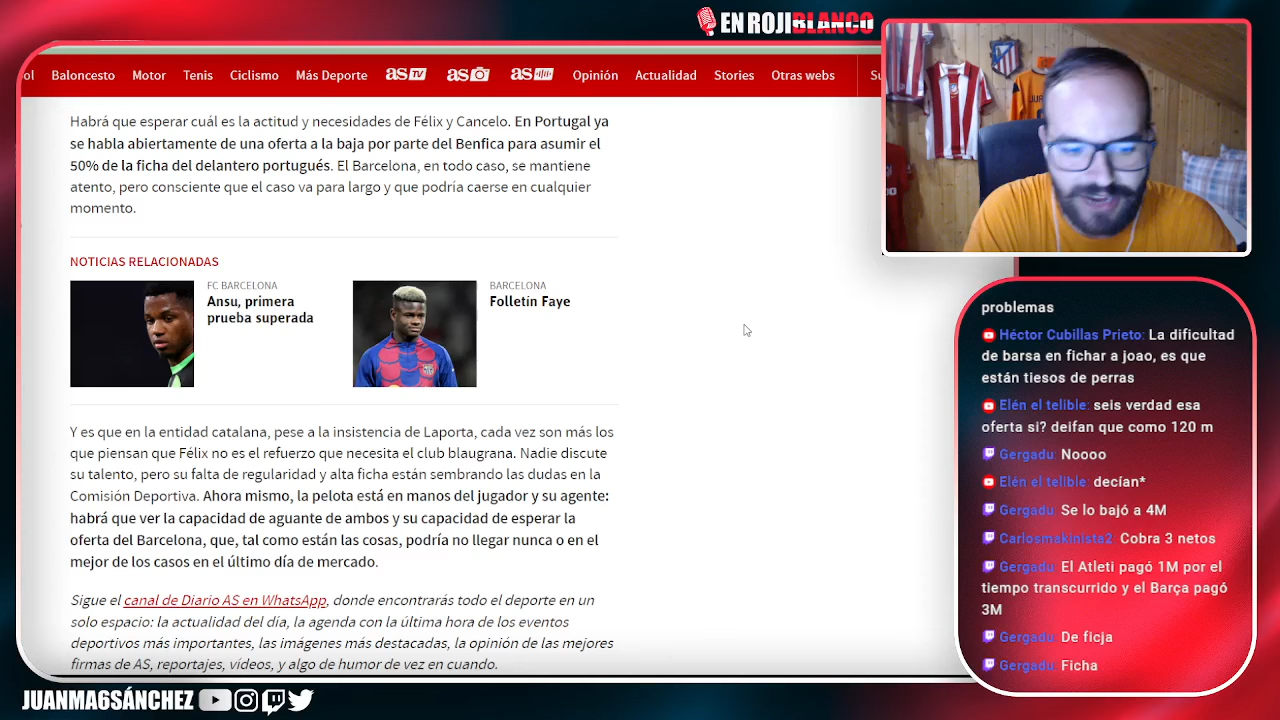 EN ROJIBLANCO
ol Baloncesto Motor Tenis Ciclismo Más Deporte as TV as as Opinión Actualidad Stories Otras webs Su
Habrá que esperar cuál es la actitud y necesidades de Félix y Cancelo. En Portugal ya
se habla abiertamente de una oferta a la baja por parte del Benfica para asumir el
50% de la ficha del delantero portugués. El Barcelona, en todo caso, se mantiene
atento, pero consciente que el caso va para largo y que podría caerse en cualquier
momento.
NOTICIAS RELACIONADAS
FC BARCELONA
Ansu, primera
prueba superada
BARCELONA
Folletín Faye
Y es que en la entidad catalana, pese a la insistencia de Laporta, cada vez son más los
que piensan que Félix no es el refuerzo que necesita el club blaugrana. Nadie discute
su talento, pero su falta de regularidad y alta ficha están sembrando las dudas en la
Comisión Deportiva. Ahora mismo, la pelota está en manos del jugador y su agente:
habrá que ver la capacidad de aguante de ambos y su capacidad de esperar la
oferta del Barcelona, que, tal como están las cosas, podría no llegar nunca o en el
mejor de los casos en el último día de mercado.
Sigue el canal de Diario AS en WhatsApp, donde encontrarás todo el deporte en un
solo espacio: la actualidad del día, la agenda con la última hora de los eventos
deportivos más importantes, las imágenes más destacadas, la opinión de las mejores
firmas de AS, reportajes, vídeos, y algo de humor de vez en cuando.
problemas
Héctor Cubillas Prieto: La dificultad
de barsa en fichar a joao, es que
están tiesos de perras
Elén el telible: seis verdad esa
oferta si? deifan que como 120 m
Gergadu: Noooo
Elén el telible: decían*
Gergadu: Se lo bajó a 4M
Carlosmakinista2: Cobra 3 netos
Gergadu: El Atleti pagó 1M por el
tiempo transcurrido y el Barça pagó
3M
Gergadu: De ficja
Gergadu: Ficha
JUANMA6SÁNCHEZ